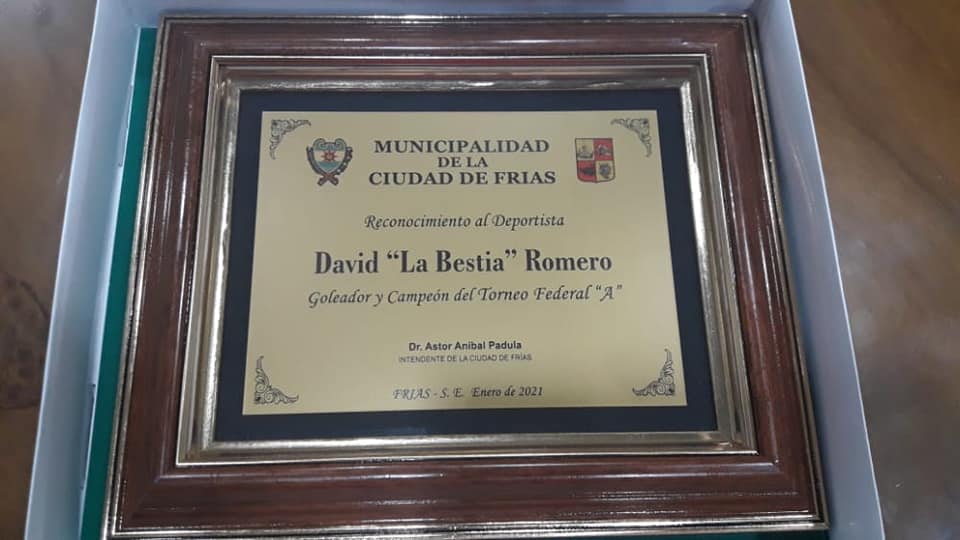 MUNICIPALIDAD
DE LA
CIUDAD DE FRIAS
Reconocimiento al Deportista
David “La Bestia” Romero
Goleador y Campeón del Torneo Federal “A”
Dr. Astor Aníbal Padula
INTENDENTE DE LA CIUDAD DE FRÍAS
FRIAS - S. E. Enero de 2021